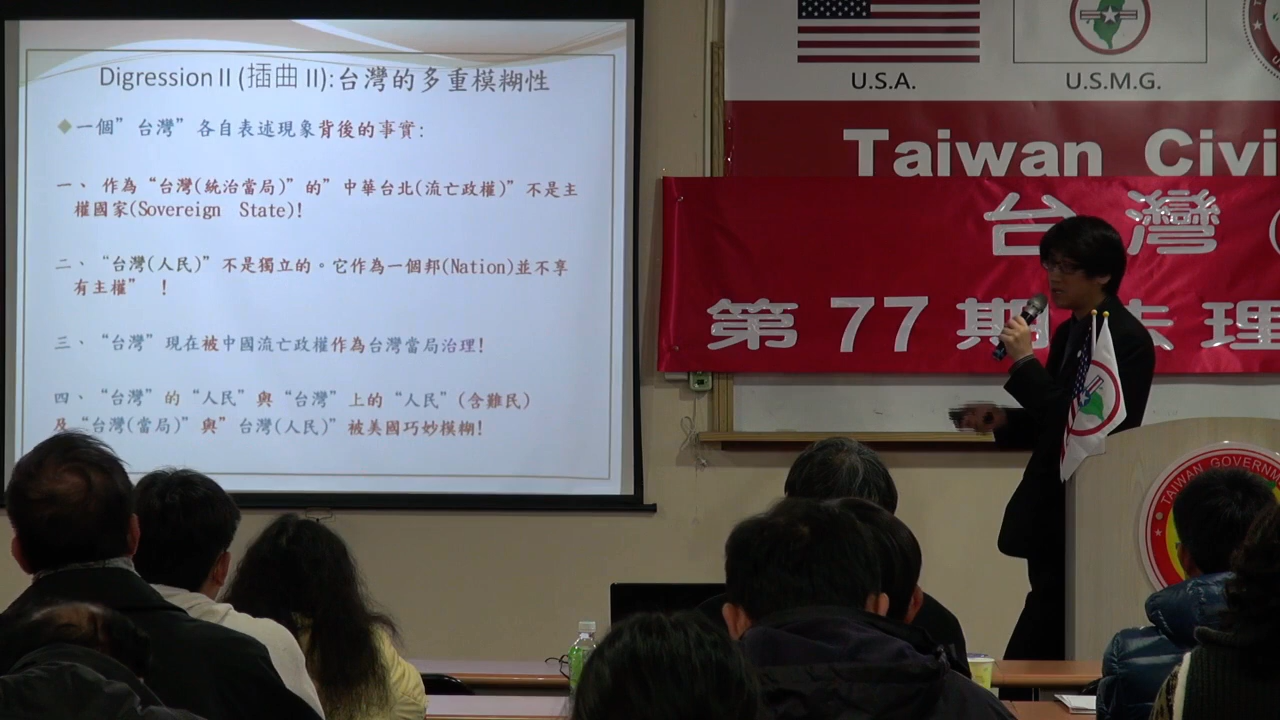 Digression II (插曲 II):台灣的多重模糊性
一個”台灣”各自表述現象背後的事實:
一、 作為“台灣(統治當局)”的”中華台北(流亡政權)”不是主
權國家(Sovereign State)!
二、“台灣(人民)”不是獨立的。它作為一個邦(Nation)並不享
有主權” !
三、“台灣”現在被中國流亡政權作為台灣當局治理!
四、“台灣”的“人民”與“台灣”上的“人民”(含難民)
及“台灣(當局)”與”台灣(人民)”被美國巧妙模糊!
U.S.A.
U.S.M.G.
Taiwan Civi
台灣
第77期法理
TAIWAN GOVERNM